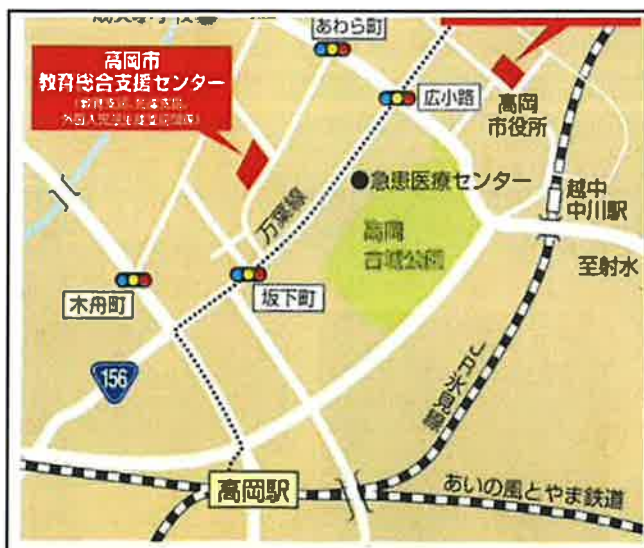 あわら町
高岡市
教育総合支援センター
広小路
高岡
市役所
急患医療センター
越中
中川駅
万葉線
高岡
古城公園
至射水
木舟町
坂下町
156
JR氷見線
高岡駅
あいの風とやま鉄道